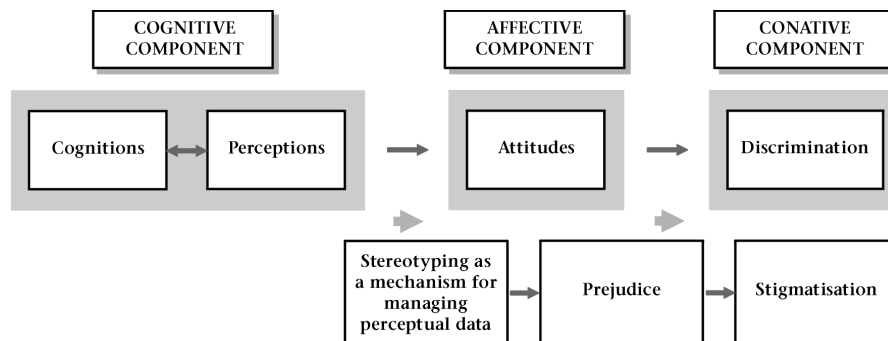 COGNITIVE
COMPONENT
AFFECTIVE
COMPONENT
CONATIVE
COMPONENT
Cognitions
Perceptions
Attitudes
Discrimination
Stereotyping as
a mechanism for
managing
perceptual data
Prejudice
Stigmatisation